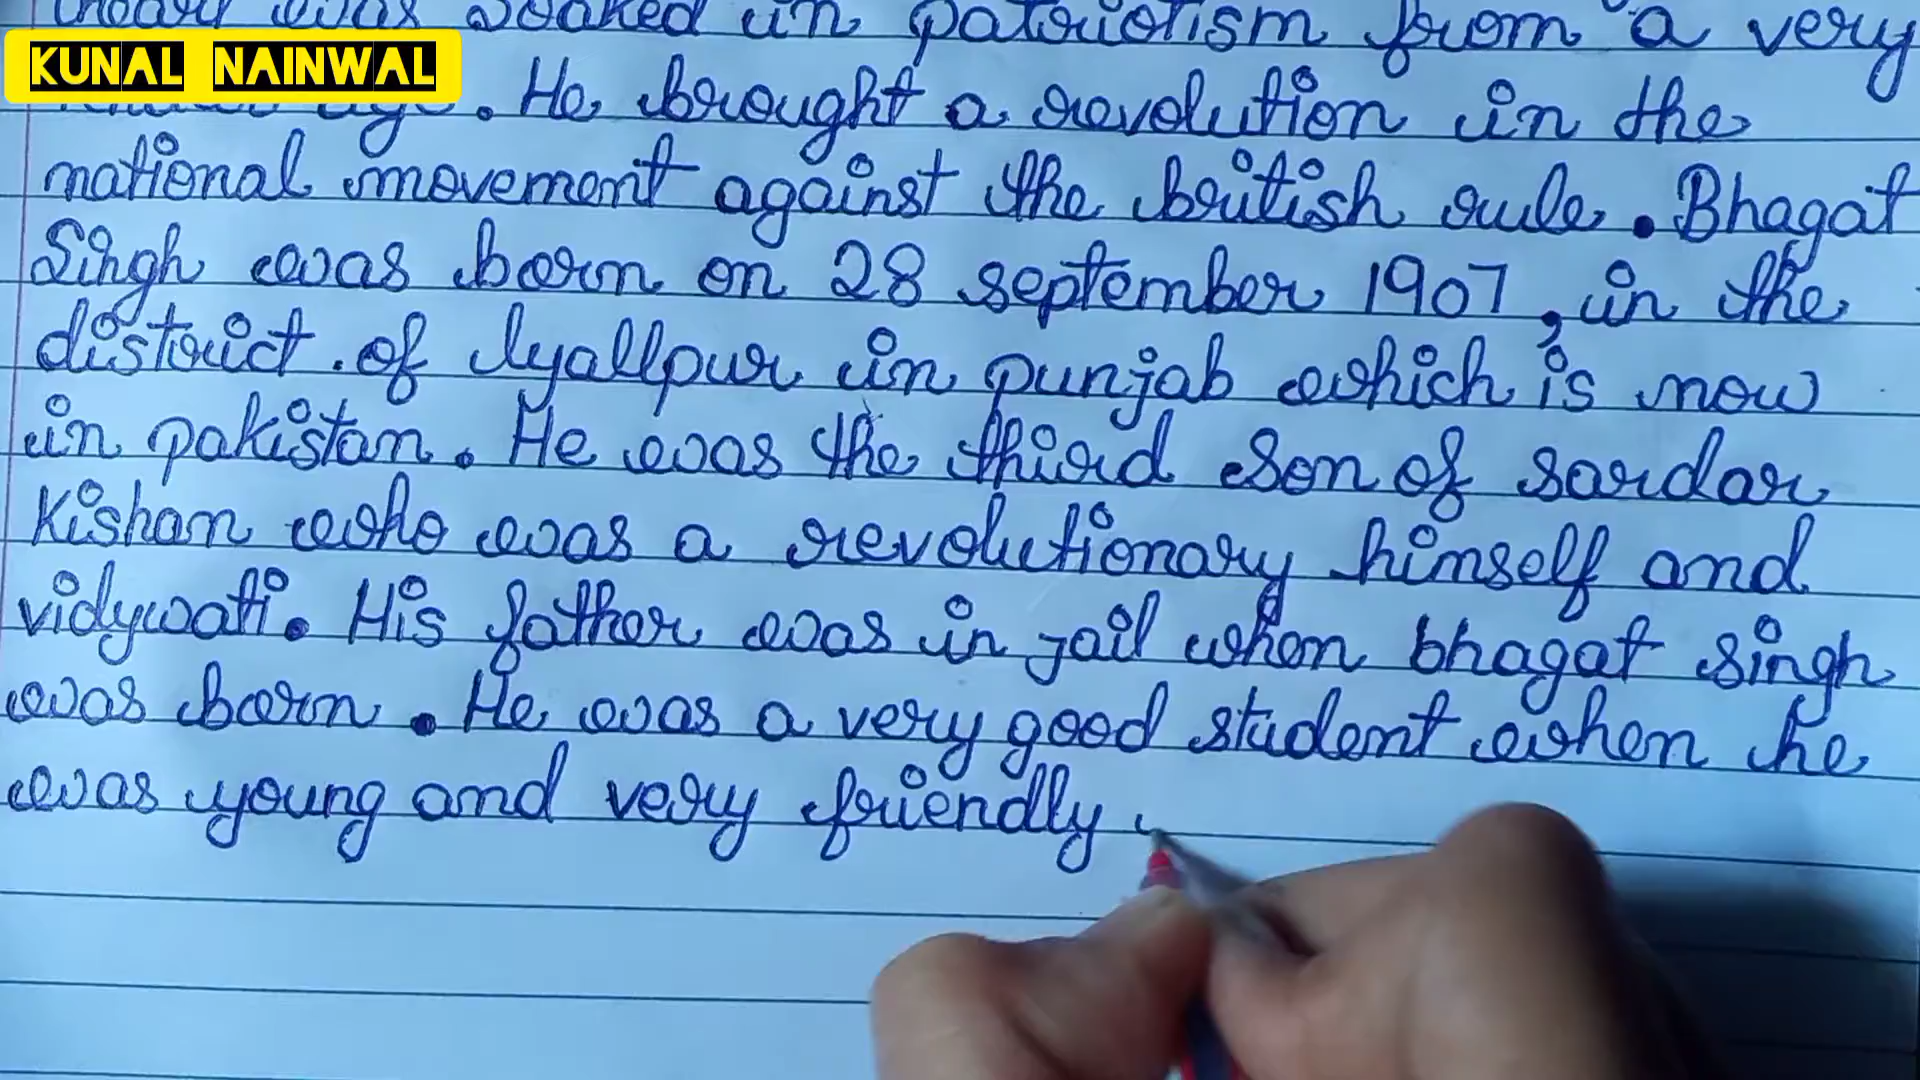 was soaked in patriotism from a very
KUNAL NAINWAL
age. He brought a revolution in the
national movement against the british rule. Bhagat
Singh was born on 28 september 1907, in the
district. of lyallpur in punjab which is now
in pakistan. He was the third son of sardar
Kishan who was a revolutionary himself and
vidywati. His father was in jail when bhagat singh
was born. He was a very good student when he
was young and very friendly